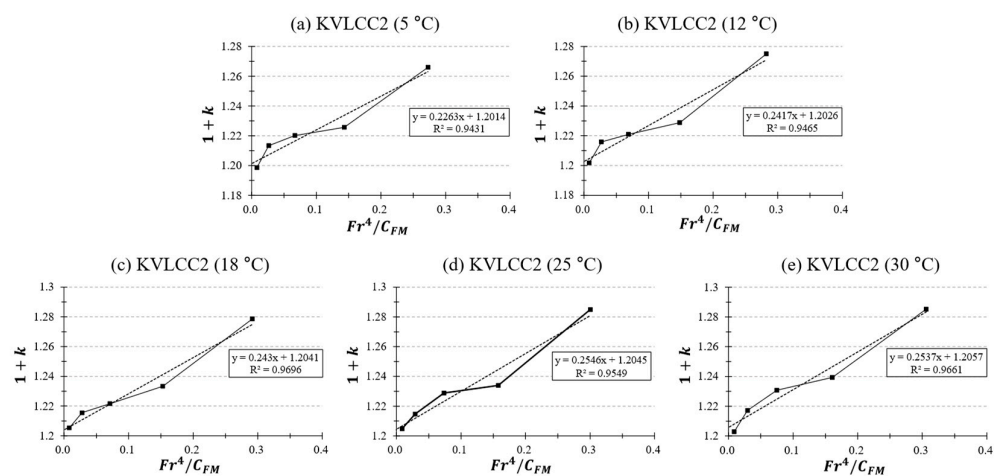 (a) KVLCC2 (5 °C)
1.28
1.26
1.24
1.22
1.20
1.18
1 + k
y = 0.2263x + 1.2014
R² = 0.9431
0.0 0.1 0.2 0.3 0.4
Fr⁴/C_FM
(b) KVLCC2 (12 °C)
1.28
1.26
1.24
1.22
1.20
1.18
1 + k
y = 0.2417x + 1.2026
R² = 0.9465
0.0 0.1 0.2 0.3 0.4
Fr⁴/C_FM
(c) KVLCC2 (18 °C)
1.3
1.28
1.26
1.24
1.22
1.2
1 + k
y = 0.243x + 1.2041
R² = 0.9696
0.0 0.1 0.2 0.3 0.4
Fr⁴/C_FM
(d) KVLCC2 (25 °C)
1.3
1.28
1.26
1.24
1.22
1.2
1 + k
y = 0.2546x + 1.2045
R² = 0.9549
0.0 0.1 0.2 0.3 0.4
Fr⁴/C_FM
(e) KVLCC2 (30 °C)
1.3
1.28
1.26
1.24
1.22
1.2
1 + k
y = 0.2537x + 1.2057
R² = 0.9661
0.0 0.1 0.2 0.3 0.4
Fr⁴/C_FM